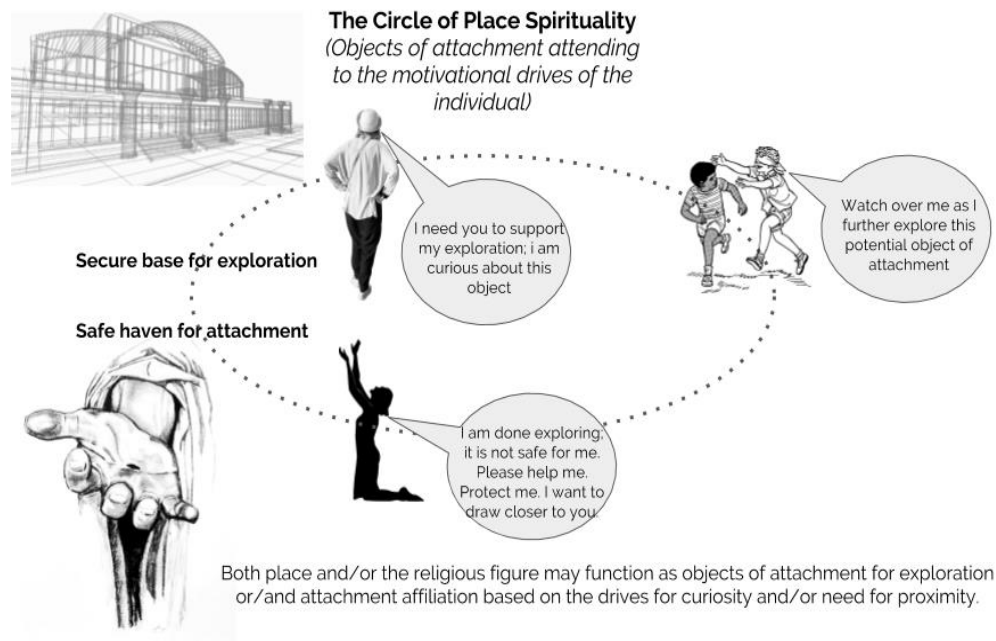 The Circle of Place Spirituality
(Objects of attachment attending
to the motivational drives of the
individual)
I need you to support
my exploration; i am
curious about this
object
Watch over me as I
further explore this
potential object of
attachment
Secure base for exploration
Safe haven for attachment
I am done exploring;
it is not safe for me.
Please help me.
Protect me. I want to
draw closer to you.
Both place and/or the religious figure may function as objects of attachment for exploration
or/and attachment affiliation based on the drives for curiosity and/or need for proximity.